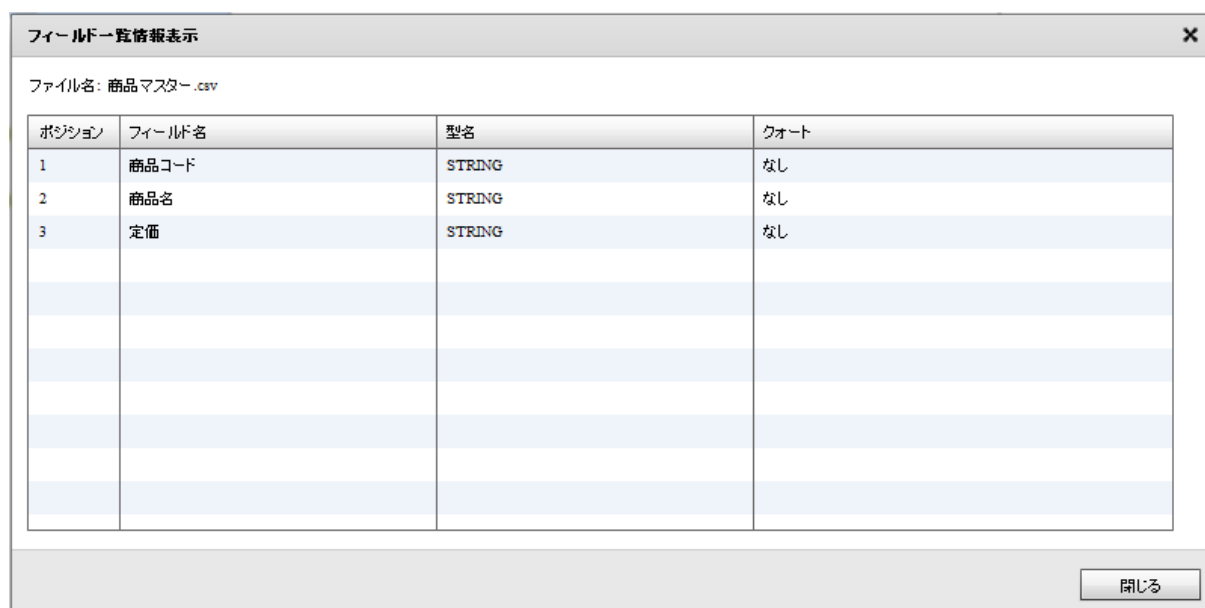 フィールド一覧情報表示
ファイル名: 商品マスター.csv
ポジション フィールド名 型名 クォート
1 商品コード STRING なし
2 商品名 STRING なし
3 定価 STRING なし
閉じる